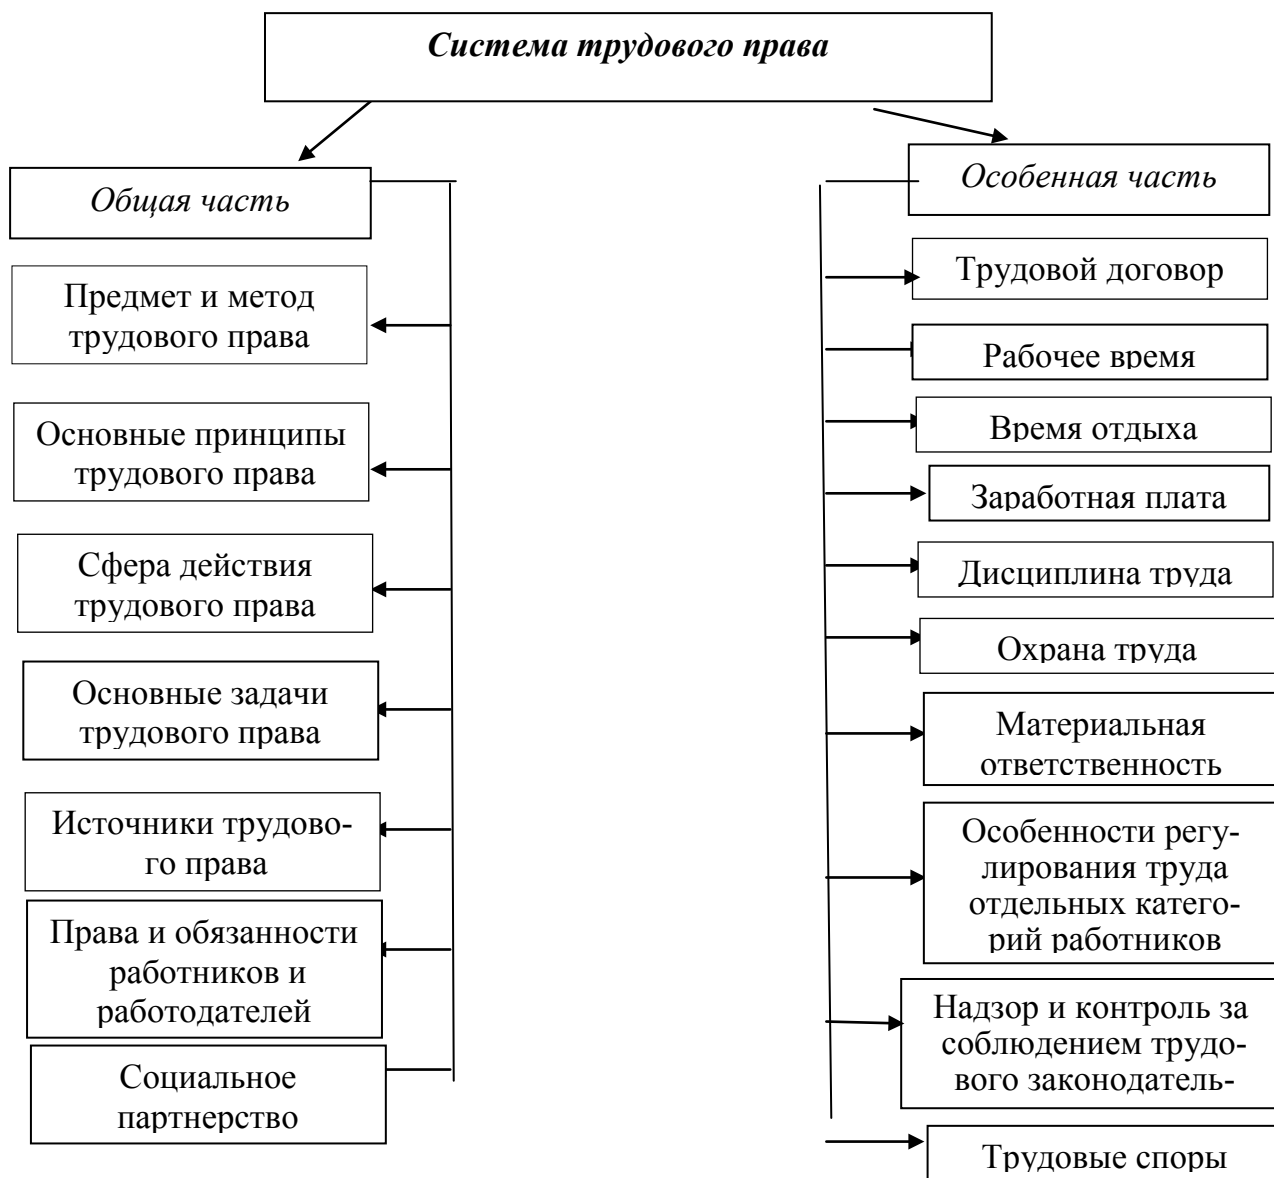 Система трудового права
Общая часть
Предмет и метод
трудового права
Основные принципы
трудового права
Сфера действия
трудового права
Основные задачи
трудового права
Источники трудово-
го права
Права и обязанности
работников и
работодателей
Социальное
партнерство
Особенная часть
Трудовой договор
Рабочее время
Время отдыха
Заработная плата
Дисциплина труда
Охрана труда
Материальная
ответственность
Особенности регу-
лирования труда
отдельных катего-
рий работников
Надзор и контроль за
соблюдением трудо-
вого законодатель-
Трудовые споры